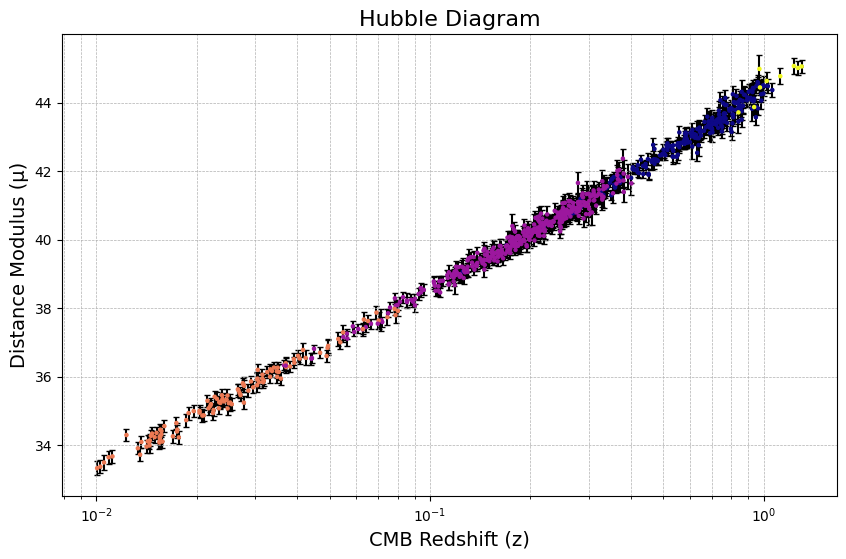 Hubble Diagram
Distance Modulus (μ)
44
42
40
38
36
34
10⁻² 10⁻¹ 10⁰
CMB Redshift (z)